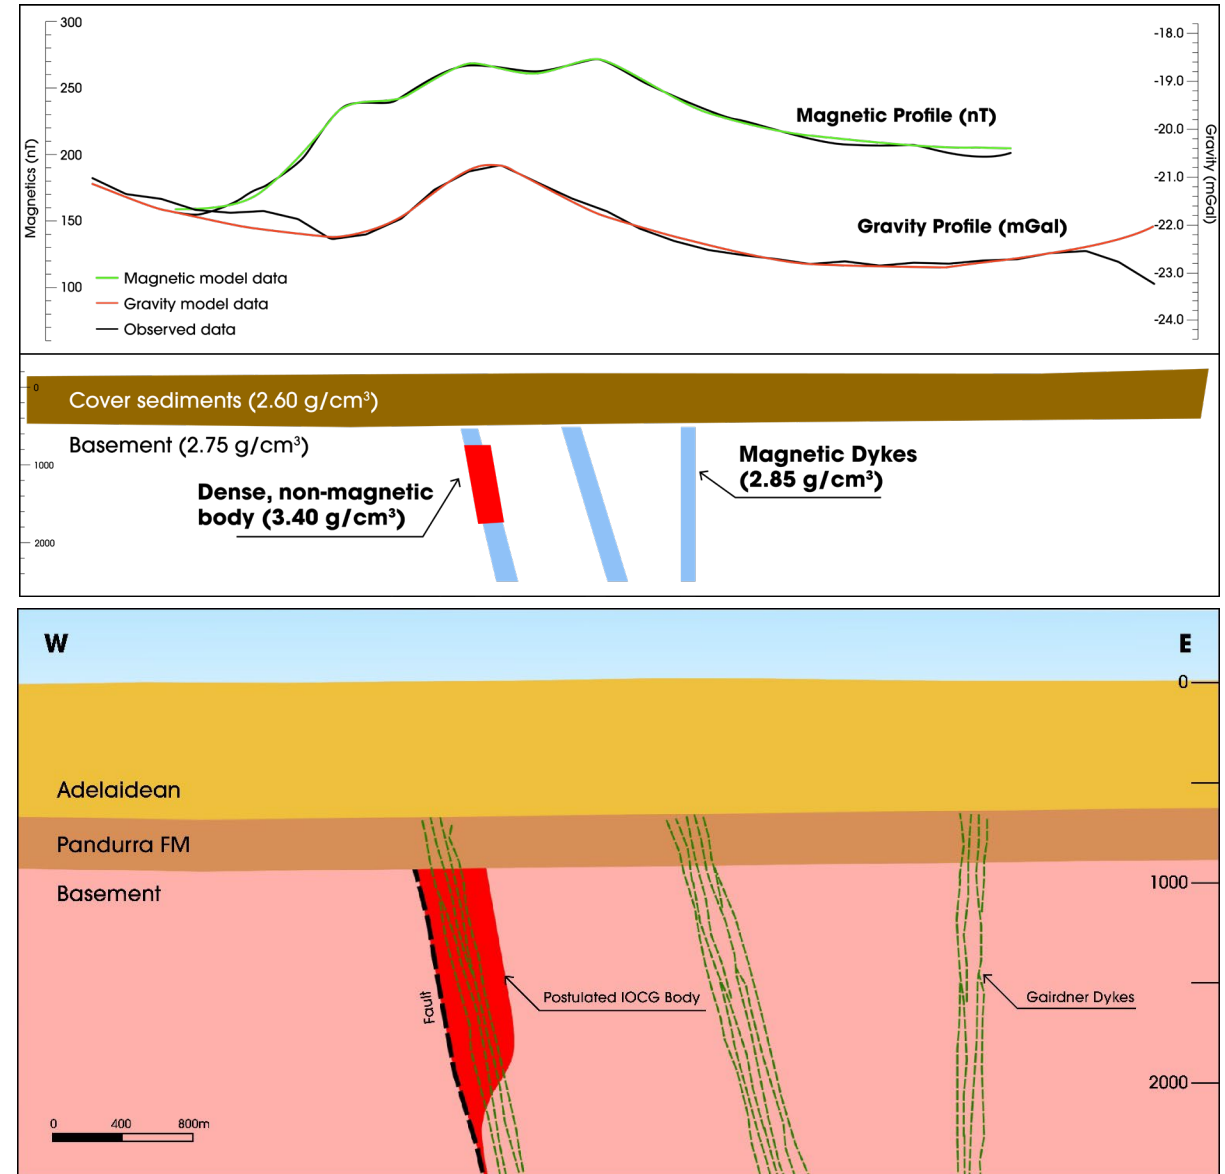 300
250
200
150
100
Magnetics (nT)
-18.0
-19.0
-20.0
-21.0
-22.0
-23.0
-24.0
Gravity (mGal)
Magnetic Profile (nT)
Gravity Profile (mGal)
Magnetic model data
Gravity model data
Observed data
0
1000
2000
Cover sediments (2.60 g/cm³)
Basement (2.75 g/cm³)
Dense, non-magnetic
body (3.40 g/cm³)
Magnetic Dykes
(2.85 g/cm³)
W
E
0
1000
2000
Adelaidean
Pandurra FM
Basement
Fault
Postulated IOCG Body
Gairdner Dykes
0 400 800m